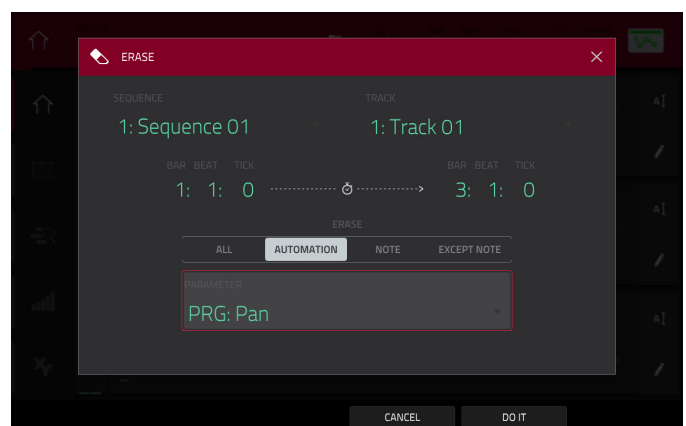 ERASE
SEQUENCE
TRACK
1: Sequence 01
1: Track 01
BAR BEAT TICK
BAR BEAT TICK
1: 1: 0
3: 1: 0
ERASE
ALL AUTOMATION NOTE EXCEPT NOTE
PARAMETER
PRG: Pan
CANCEL
DO IT